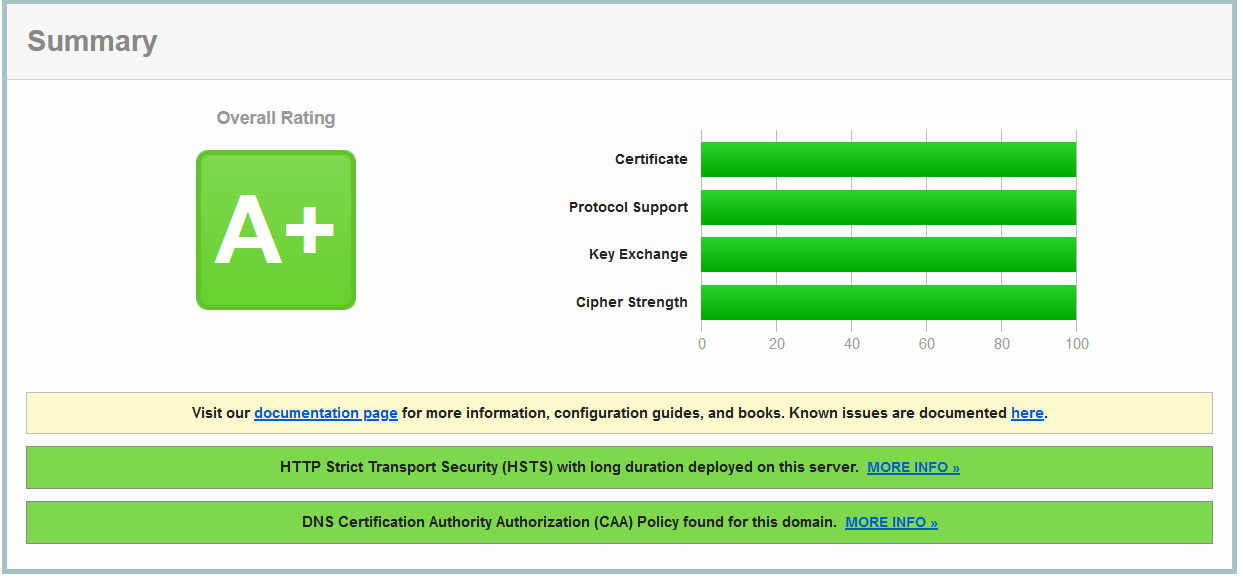 Summary
Overall Rating
A+
Certificate
Protocol Support
Key Exchange
Cipher Strength
0 20 40 60 80 100
Visit our documentation page for more information, configuration guides, and books. Known issues are documented here.
HTTP Strict Transport Security (HSTS) with long duration deployed on this server. MORE INFO »
DNS Certification Authority Authorization (CAA) Policy found for this domain. MORE INFO »